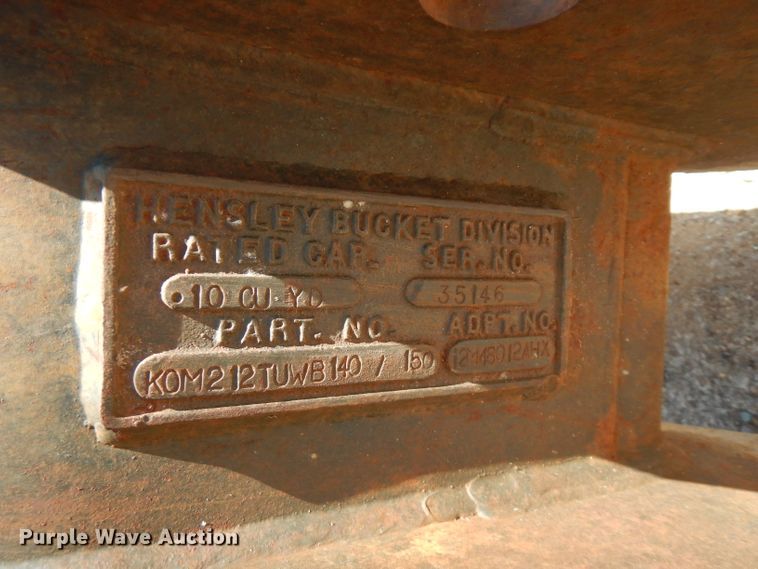 HENSLEY BUCKET DIVISION
RATED CAP. SER. NO.
10 CU. YD 35146
PART. NO. ADPT. NO.
KOM212TUWB140 / 150
Purple Wave Auction